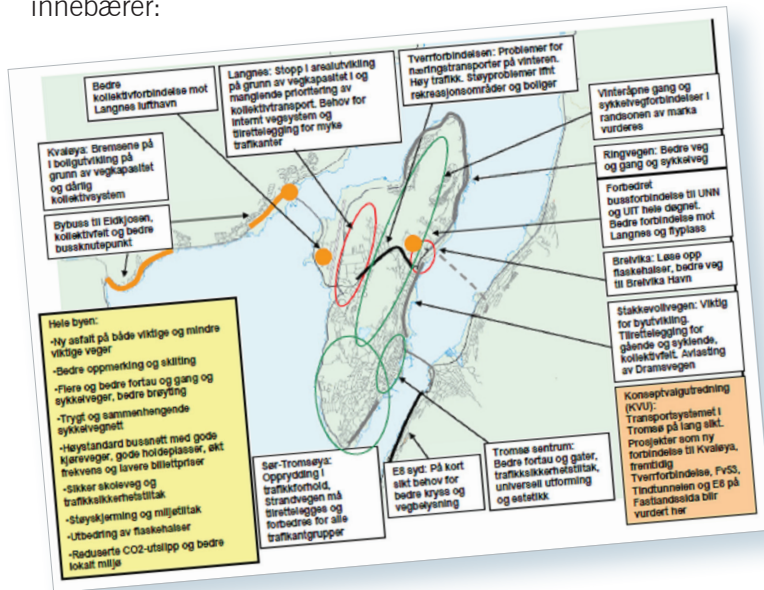 innebærer:
Bedre
kollektivforbindelse mot
Langnes lufthavn
Langnes: Stopp i arealutvikling
på grunn av vegkapasitet i og
manglende prioritering av
kollektivtransport. Behov for
internt vegsystem og
tilrettelegging for myke
trafikanter
Tverrforbindelsen: Problemer for
næringstransporter på vinteren.
Høy trafikk. Støyproblemer ifht
rekreasjonsområder og boliger
Vinteråpne gang og
sykkelvegforbindelser i
randsonen av marka
vurderes
Kvaløya: Bremsene på
i boligutvikling på
grunn av vegkapasitet
og dårlig
kollektivsystem
Ringvegen: Bedre veg
og gang og sykkelveg
Bybuss til Eidkjosen,
kollektivfelt og bedre
bussknutepunkt
Forbedret
bussforbindelse til UNN
og UIT hele døgnet.
Bedre forbindelse mot
Langnes og flyplass
Breivika: Løse opp
flaskehalser, bedre veg
til Breivika Havn
Stakkevollvegen: Viktig
for byutvikling.
Tilrettelegging for
gående og syklende,
kollektivfelt. Avlasting
av Dramsvegen
Hele byen:
-Ny asfalt på både viktige og mindre
viktige veger
-Bedre oppmerking og skilting
-Flere og bedre fortau og gang og
sykkelveger, bedre brøyting
-Trygt og sammenhengende
sykkelvegnett
-Høystandard bussnett med gode
kjøreveger, gode holdeplasser, økt
frekvens og lavere billettpriser
-Sikker skoleveg og
trafikksikkerhetstiltak
-Støyskjerming og miljøtiltak
-Utbedring av flaskehalser
-Reduserte CO2-utslipp og bedre
lokalt miljø
Sør-Tromsøya:
Opprydding i
trafikkforhold,
Strandvegen må
tilrettelegges og
forbedres for alle
trafikantgrupper
E8 syd: På kort
sikt behov for
bedre kryss og
vegbelysning
Tromsø sentrum:
Bedre fortau og gater,
trafikksikkerhetstiltak,
universell utforming
og estetikk
Konseptvalgutredning
(KVU):
Transportsystemet i
Tromsø på lang sikt.
Prosjekter som ny
forbindelse til Kvaløya,
fremtidig
Tverrforbindelse, Fv53,
Tindtunnelen og E8 på
Fastlandssida blir
vurdert her